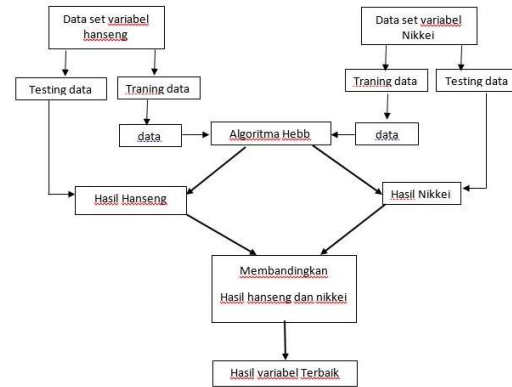 Data set variabel
hanseng
Data set variabel
Nikkei
Testing data
Traning data
Traning data
Testing data
data
Algoritma Hebb
data
Hasil Hanseng
Hasil Nikkei
Membandingkan
Hasil hanseng dan nikkei
Hasil variabel Terbaik